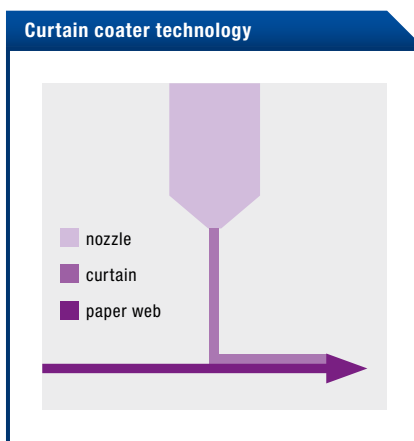 Curtain coater technology
nozzle
curtain
paper web